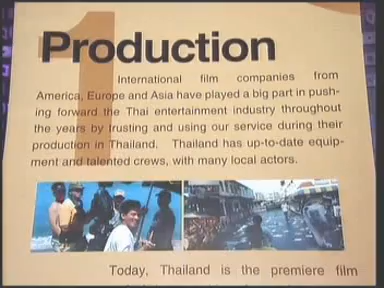 1
Production
International film companies from
America, Europe and Asia have played a big part in push-
ing forward the Thai entertainment industry throughout
the years by trusting and using our service during their
production in Thailand. Thailand has up-to-date equip-
ment and talented crews, with many local actors.
Today, Thailand is the premiere film